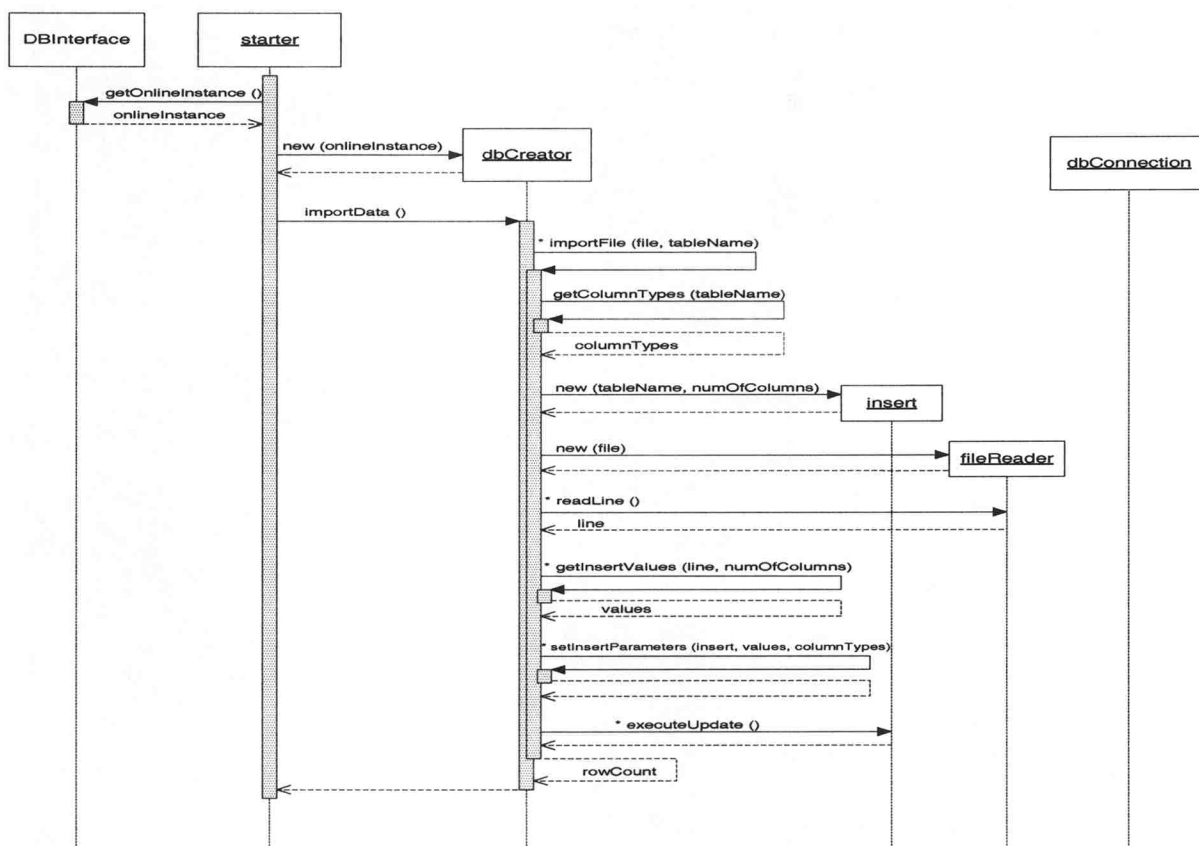 DBInterface
starter
getOnlineInstance ()
onlineInstance
new (onlineInstance)
dbCreator
dbConnection
importData ()
* importFile (file, tableName)
getColumnTypes (tableName)
columnTypes
new (tableName, numOfColumns)
insert
new (file)
fileReader
* readLine ()
line
* getInsertValues (line, numOfColumns)
values
* setInsertParameters (insert, values, columnTypes)
* executeUpdate ()
rowCount